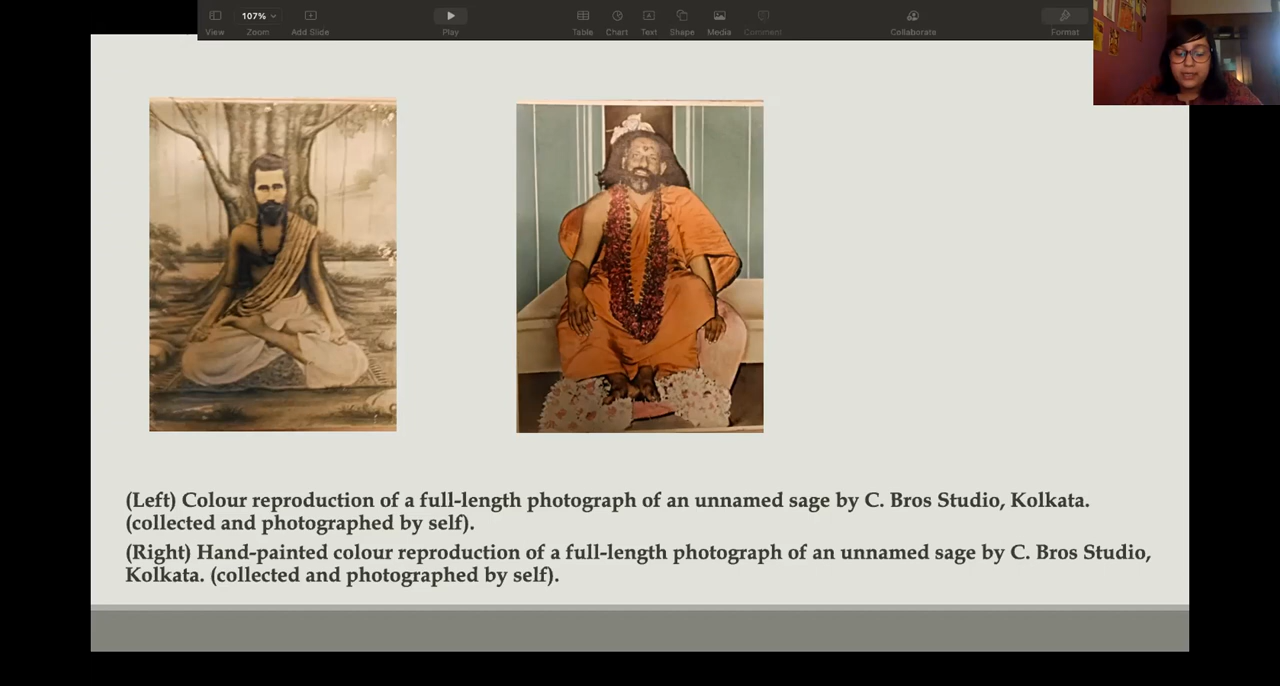 107%
View
Zoom
Add Slide
Play
Table
Chart
Text
Shape
Media
Comment
Collaborate
Format
(Left) Colour reproduction of a full-length photograph of an unnamed sage by C. Bros Studio, Kolkata.
(collected and photographed by self).
(Right) Hand-painted colour reproduction of a full-length photograph of an unnamed sage by C. Bros Studio,
Kolkata. (collected and photographed by self).